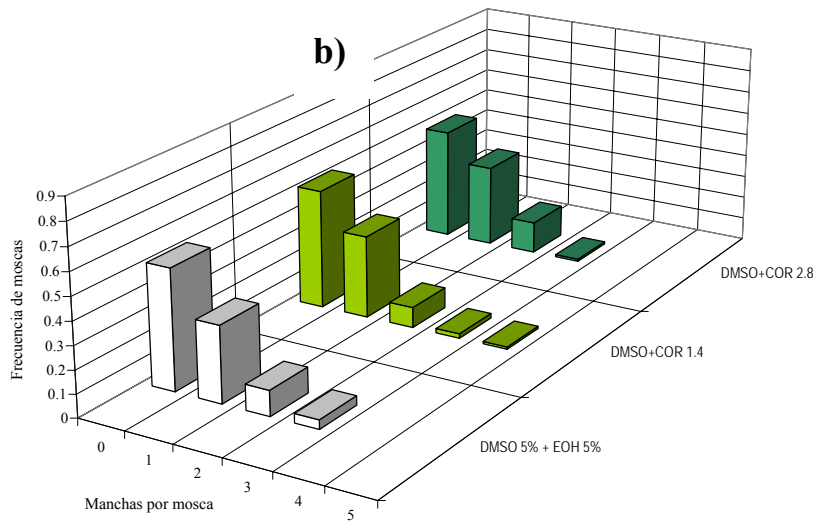 b)
Frecuencia de moscas
0.9
0.8
0.7
0.6
0.5
0.4
0.3
0.2
0.1
0
0
1
2
3
4
5
Manchas por mosca
DMSO+COR 2.8
DMSO+COR 1.4
DMSO 5% + EOH 5%